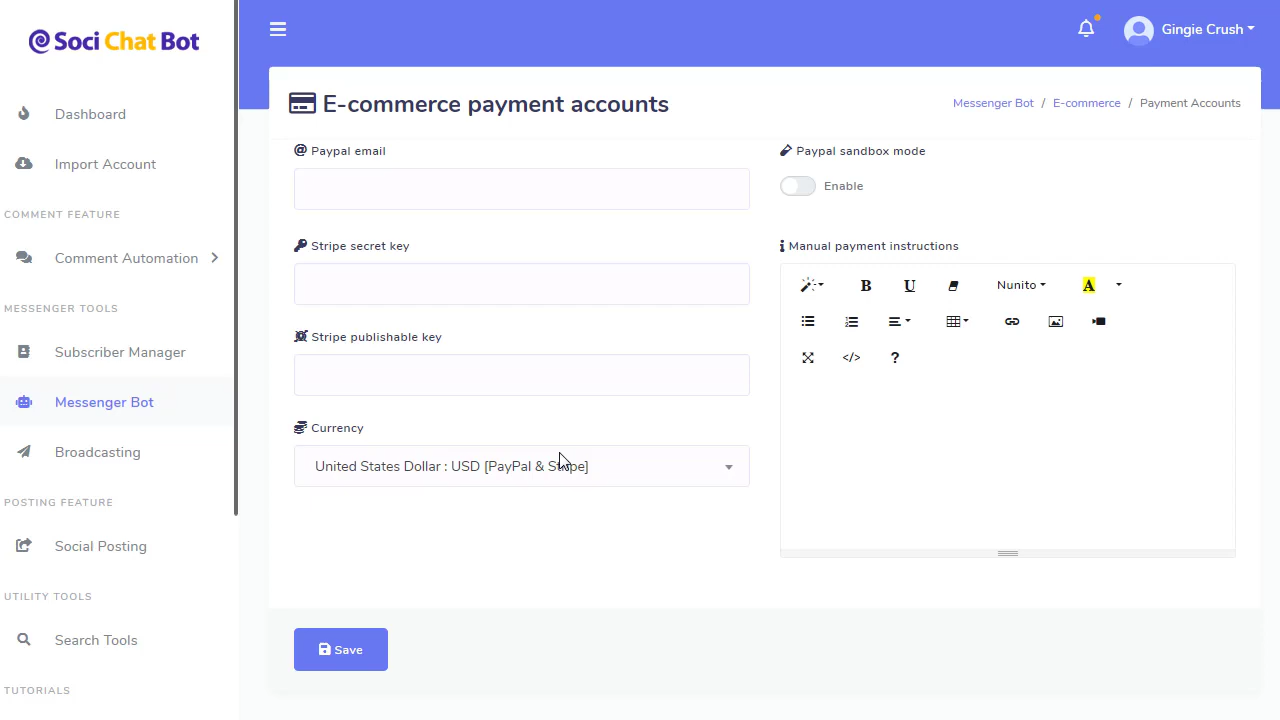 Soci Chat Bot
Gingie Crush
Dashboard
Import Account
COMMENT FEATURE
Comment Automation
MESSENGER TOOLS
Subscriber Manager
Messenger Bot
Broadcasting
POSTING FEATURE
Social Posting
UTILITY TOOLS
Search Tools
TUTORIALS
E-commerce payment accounts
Messenger Bot / E-commerce / Payment Accounts
Paypal email
Paypal sandbox mode
Enable
Stripe secret key
Manual payment instructions
B U Nunito A
</> ?
Stripe publishable key
Currency
United States Dollar : USD [PayPal & Stripe]
Save